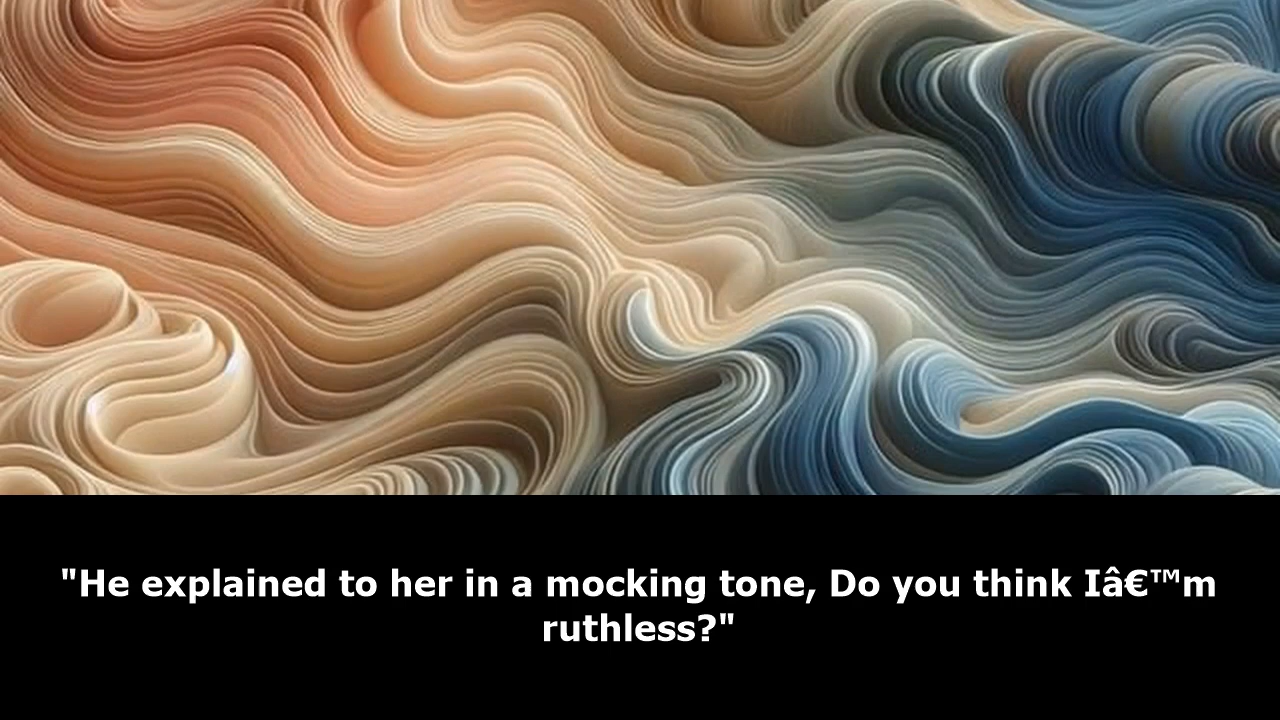 "He explained to her in a mocking tone, Do you think Iâ€™m
ruthless?"